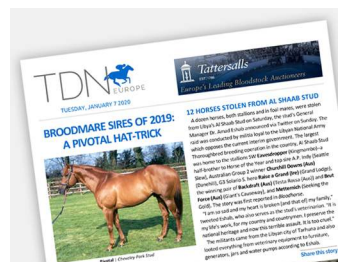 TDN
EUROPE
TUESDAY, JANUARY 7 2020
Tattersalls
Europe's Leading Bloodstock Auctioneers
BROODMARE SIRES OF 2019:
A PIVOTAL HAT-TRICK
Pivotal | Cheveley Park Stud
12 HORSES STOLEN FROM AL SHAAB STUD
A dozen horses, both stallions and in foal mares, were stolen
from Libya's Al Shaab Stud on Saturday, the stud's General
Manager Dr. Amad Eshab announced via Twitter on Sunday. The
raid was conducted by militia loyal to the Libyan National Army
which opposes the current interim government. The largest
Thoroughbred breeding operation in the country, Al Shaab Stud
was home to the stallions SW Eavesdropper (Kingmambo)–a
half-brother to Horse of the Year and top sire A.P. Indy (Seattle
Slew), Australian Group 2 winner Churchill Downs (Aus)
(Dunehill), G3 Solario S. hero Raise a Grand (Ire) (Grand Lodge),
the winning pair of Backdraft (Aus) (Testa Rossa {Aus}) and Brut
Force (Aus) (Giant's Causeway), and Mettenish (Seeking the
Gold). The story was first reported in Bloodhorse.
"I am so sad and my heart is broken [and that of] my family,"
tweeted Eshab, who also serves as the stud's veterinarian. "It is
my life's work, for my country and countrymen. I preserve the
national heritage and now this terrible assault. It is too cruel."
The militants came from the Libyan city of Tarhuna and also
looted everything from veterinary equipment to furniture,
generators, jars and water pumps according to Eshab.
Share this story